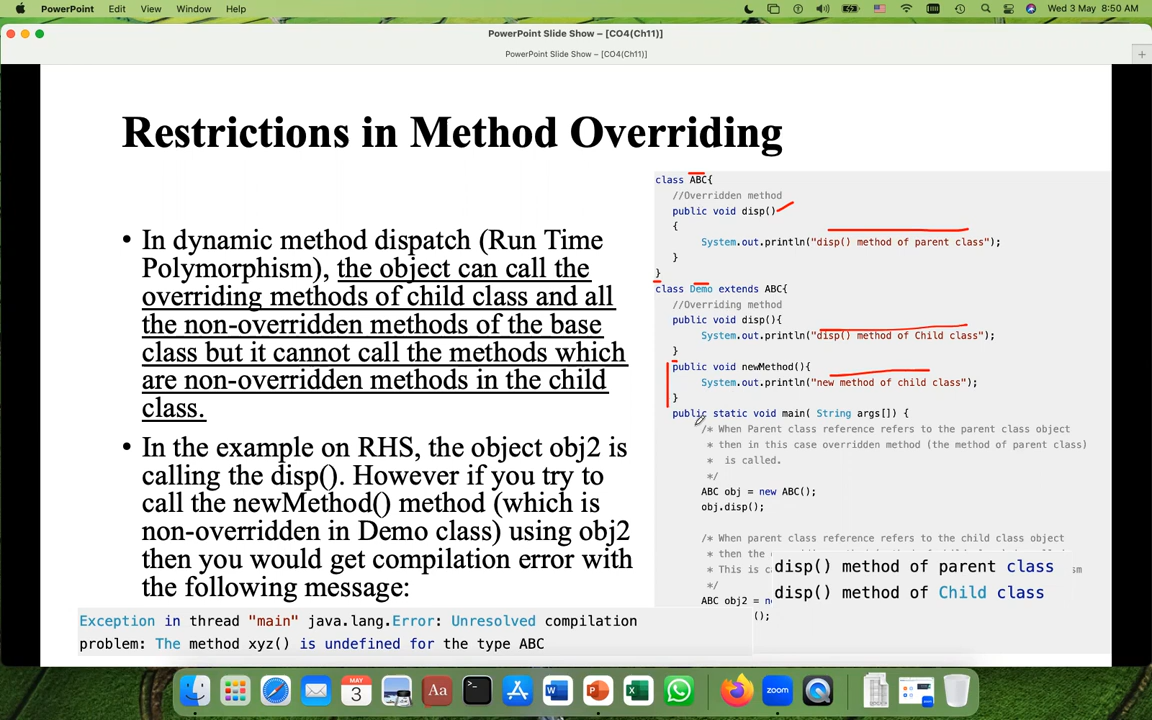 PowerPoint Edit View Window Help Wed 3 May 8:50 AM
PowerPoint Slide Show – [CO4(Ch11)]
PowerPoint Slide Show – [CO4(Ch11)]
Restrictions in Method Overriding
• In dynamic method dispatch (Run Time
Polymorphism), the object can call the
overriding methods of child class and all
the non-overridden methods of the base
class but it cannot call the methods which
are non-overridden methods in the child
class.
• In the example on RHS, the object obj2 is
calling the disp(). However if you try to
call the newMethod() method (which is
non-overridden in Demo class) using obj2
then you would get compilation error with
the following message:
Exception in thread "main" java.lang.Error: Unresolved compilation
problem: The method xyz() is undefined for the type ABC
class ABC{
//Overridden method
public void disp()
{
System.out.println("disp() method of parent class");
}
}
class Demo extends ABC{
//Overriding method
public void disp(){
System.out.println("disp() method of Child class");
}
public void newMethod(){
System.out.println("new method of child class");
}
public static void main( String args[]) {
/* When Parent class reference refers to the parent class object
* then in this case overridden method (the method of parent class)
* is called.
*/
ABC obj = new ABC();
obj.disp();
/* When parent class reference refers to the child class object
* then the
* This is
*/
ABC obj2 =
();
disp() method of parent class
disp() method of Child class
MAY
3
Aa
zoom